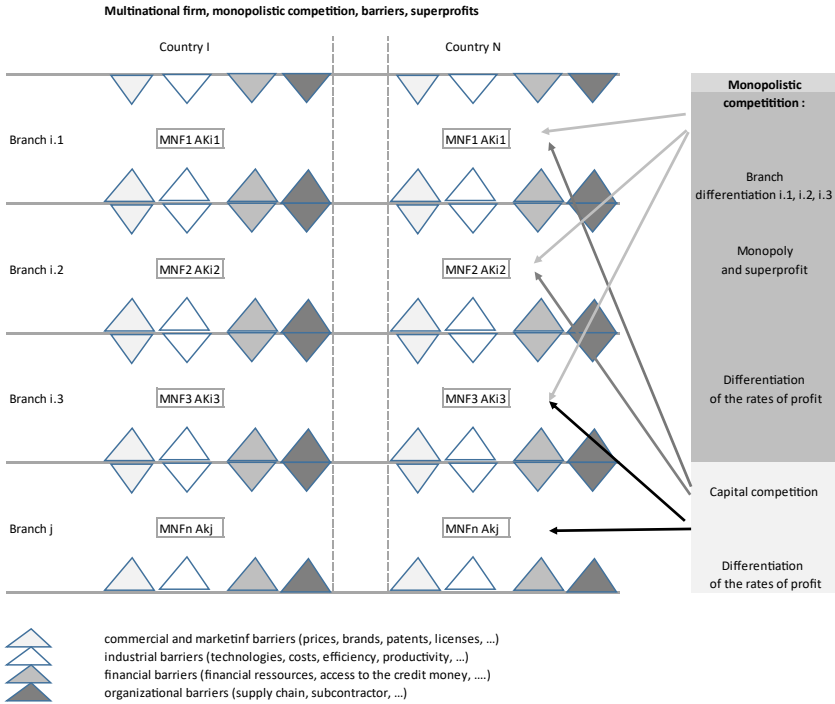 Multinational firm, monopolistic competition, barriers, superprofits
Country I
Country N
Monopolistic
competitition :
Branch i.1
MNF1 AKi1
MNF1 AKi1
Branch
differentiation i.1, i.2, i.3
Monopoly
and superprofit
Branch i.2
MNF2 AKi2
MNF2 AKi2
Differentiation
of the rates of profit
Branch i.3
MNF3 AKi3
MNF3 AKi3
Capital competition
Branch j
MNFn Akj
MNFn Akj
Differentiation
of the rates of profit
commercial and marketinf barriers (prices, brands, patents, licenses, ...)
industrial barriers (technologies, costs, efficiency, productivity, ...)
financial barriers (financial ressources, access to the credit money, ....)
organizational barriers (supply chain, subcontractor, ...)